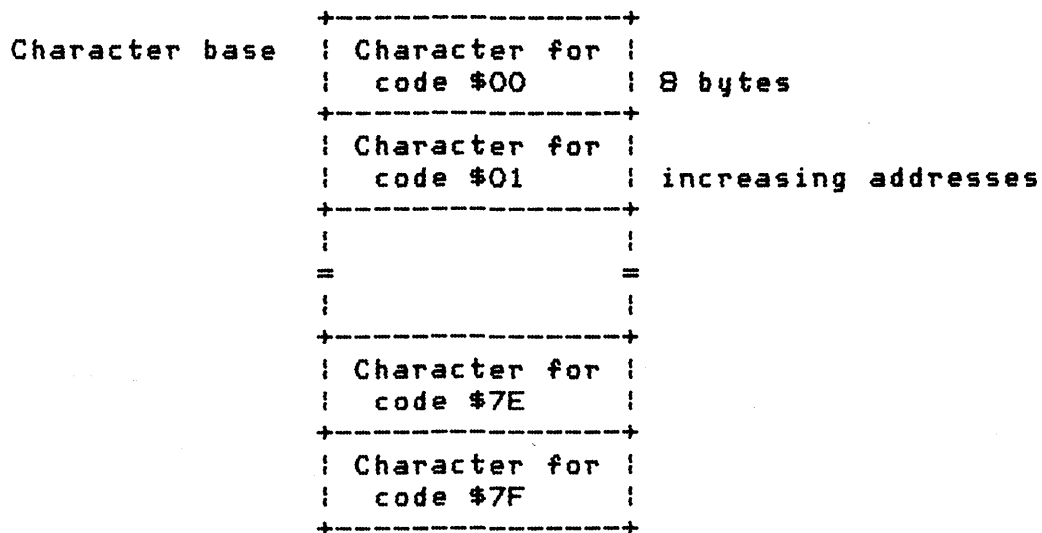 +-----------------+
Character base ¦ Character for ¦
¦ code $00 ¦ 8 bytes
+-----------------+
¦ Character for ¦
¦ code $01 ¦ increasing addresses
+-----------------+
¦ ¦
= =
¦ ¦
+-----------------+
¦ Character for ¦
¦ code $7E ¦
+-----------------+
¦ Character for ¦
¦ code $7F ¦
+-----------------+